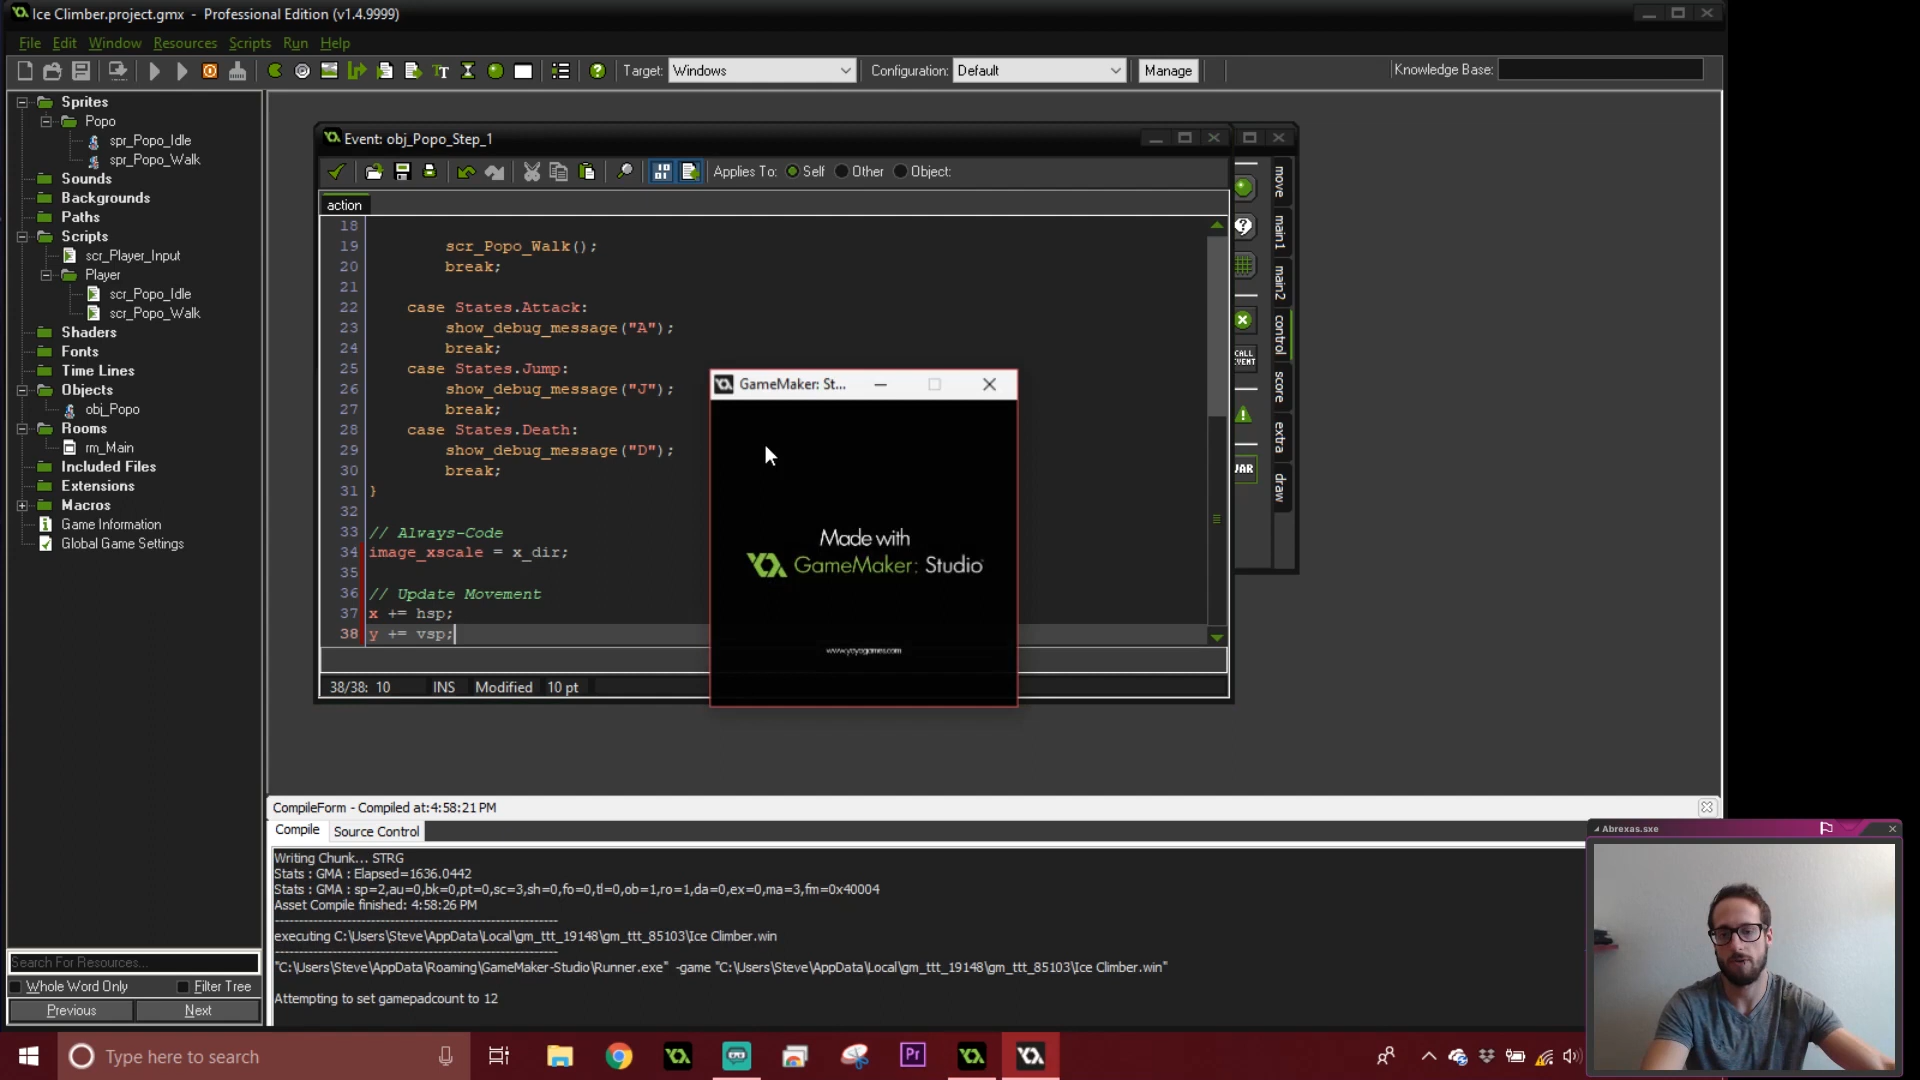 Ice Climber.project.gmx - Professional Edition (v1.4.9999)
File Edit Window Resources Scripts Run Help
Target: Windows Configuration: Default Manage Knowledge Base:
Sprites
Popo
spr_Popo_Idle
spr_Popo_Walk
Sounds
Backgrounds
Paths
Scripts
scr_Player_Input
Player
scr_Popo_Idle
scr_Popo_Walk
Shaders
Fonts
Time Lines
Objects
obj_Popo
Rooms
rm_Main
Included Files
Extensions
Macros
Game Information
Global Game Settings
Search For Resources...
Whole Word Only Filter Tree
Previous Next
Event: obj_Popo_Step_1
Applies To: Self Other Object:
action
18
19 scr_Popo_Walk();
20 break;
21
22 case States.Attack:
23 show_debug_message("A");
24 break;
25 case States.Jump:
26 show_debug_message("J");
27 break;
28 case States.Death:
29 show_debug_message("D");
30 break;
31 }
32
33 // Always-Code
34 image_xscale = x_dir;
35
36 // Update Movement
37 x += hsp;
38 y += vsp;
38/38: 10 INS Modified 10 pt
move
main1
main2
control
score
extra
draw
CALL
EVENT
VAR
GameMaker: St...
Made with
GameMaker: Studio
www.yoyogames.com
CompileForm - Compiled at:4:58:21 PM
Compile Source Control
Writing Chunk... STRG
Stats : GMA : Elapsed=1636.0442
Stats : GMA : sp=2,au=0,bk=0,pt=0,sc=3,sh=0,fo=0,tl=0,ob=1,ro=1,da=0,ex=0,ma=3,fm=0x40004
Asset Compile finished: 4:58:26 PM
----------------------------------------------------------
executing C:\Users\Steve\AppData\Local\gm_ttt_19148\gm_ttt_85103\Ice Climber.win
----------------------------------------------------------
"C:\Users\Steve\AppData\Roaming\GameMaker-Studio\Runner.exe" -game "C:\Users\Steve\AppData\Local\gm_ttt_19148\gm_ttt_85103\Ice Climber.win"
Attempting to set gamepadcount to 12
Abrexas.sxe
Type here to search
Pr